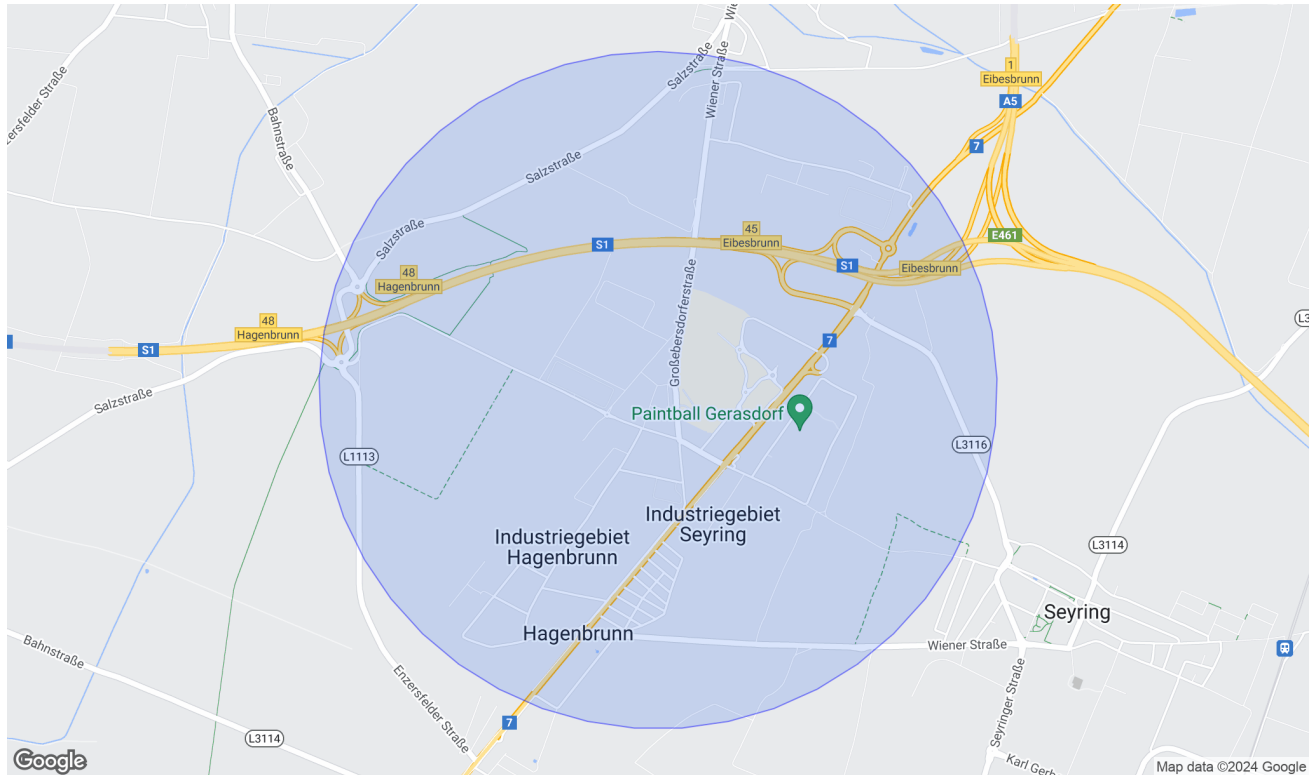 Wiener Straße
Salzstraße
1
Eibesbrunn
A5
Enzersfelder Straße
Bahnstraße
7
Salzstraße
Salzstraße
45
Eibesbrunn
S1
E461
S1
Eibesbrunn
48
Hagenbrunn
Großebersdorferstraße
48
Hagenbrunn
S1
7
Salzstraße
Paintball Gerasdorf
L1113
L3116
Industriegebiet
Seyring
Industriegebiet
Hagenbrunn
L3114
Seyring
Hagenbrunn
Wiener Straße
Bahnstraße
Enzersfelder Straße
Seyringer Straße
7
L3114
Google
Map data ©2024 Google